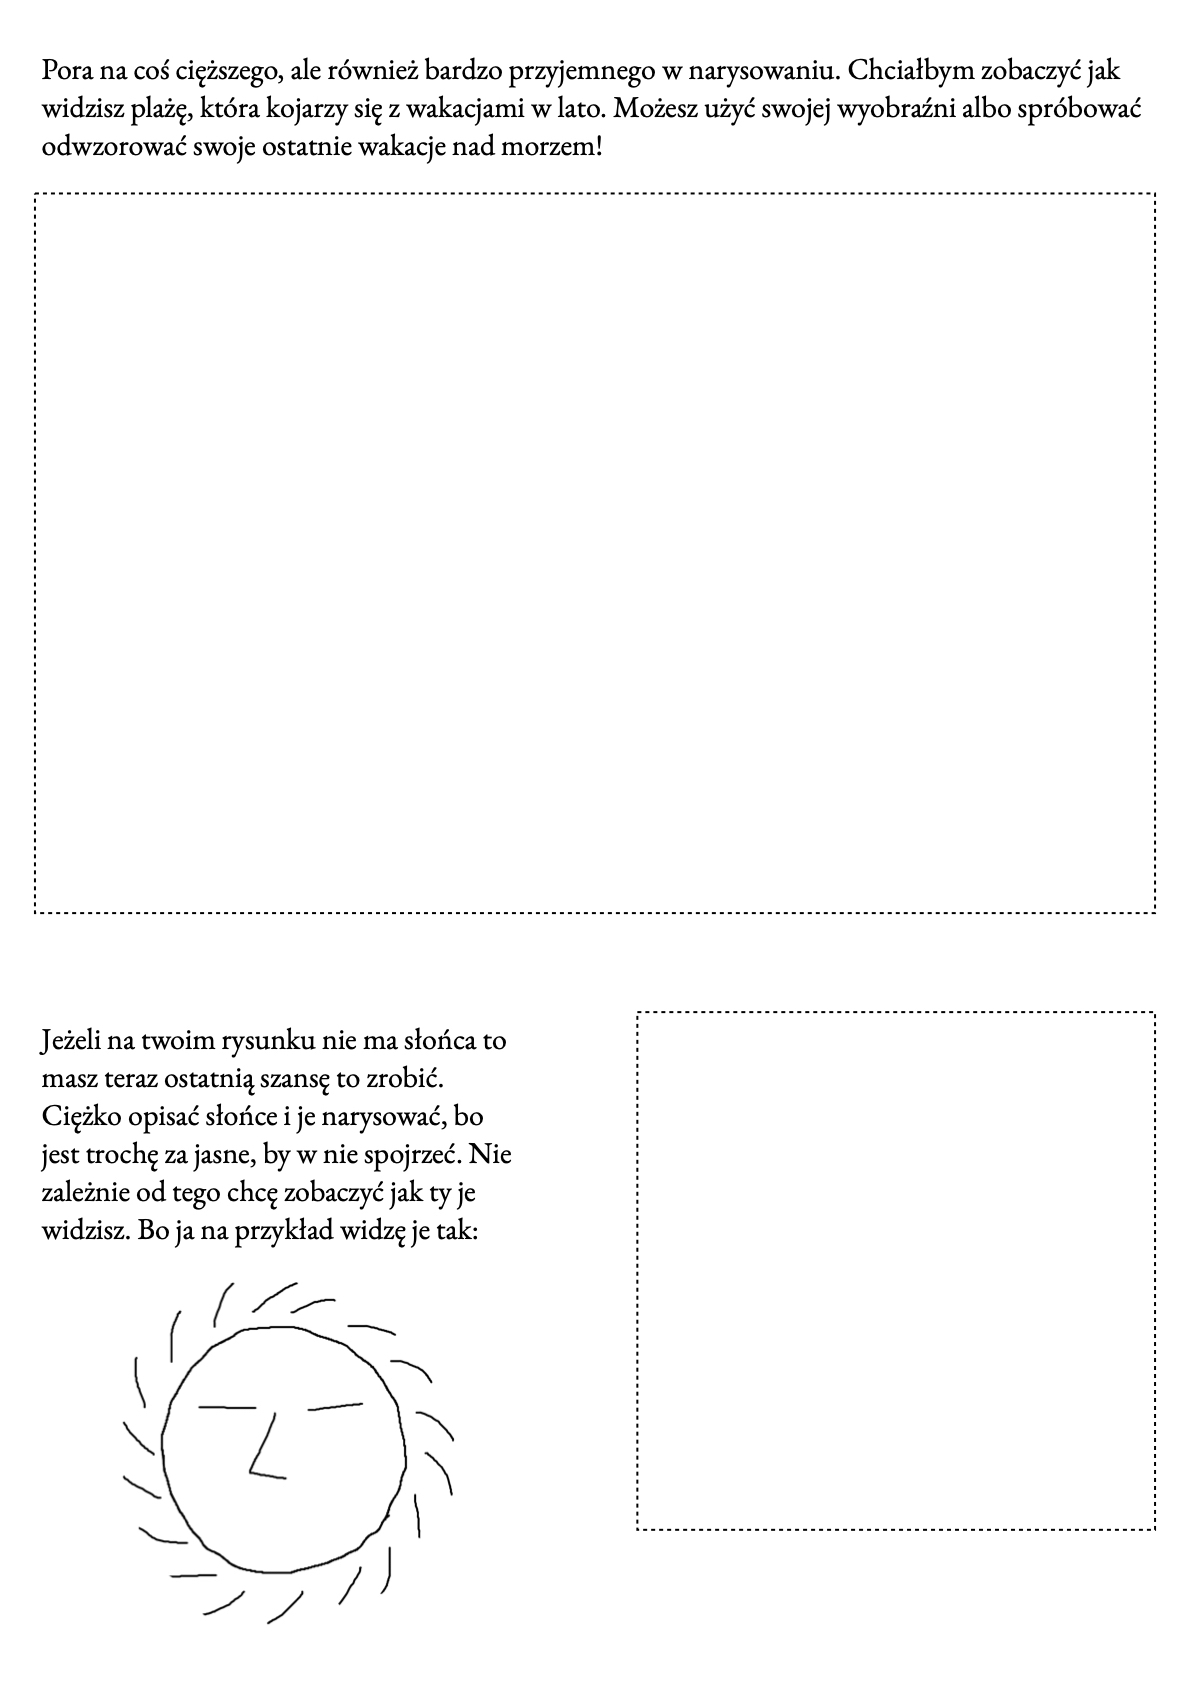 Pora na coś cięższego, ale również bardzo przyjemnego w narysowaniu. Chciałbym zobaczyć jak
widzisz plażę, która kojarzy się z wakacjami w lato. Możesz użyć swojej wyobraźni albo spróbować
odwzorować swoje ostatnie wakacje nad morzem!
Jeżeli na twoim rysunku nie ma słońca to
masz teraz ostatnią szansę to zrobić.
Ciężko opisać słońce i je narysować, bo
jest trochę za jasne, by w nie spojrzeć. Nie
zależnie od tego chcę zobaczyć jak ty je
widzisz. Bo ja na przykład widzę je tak: